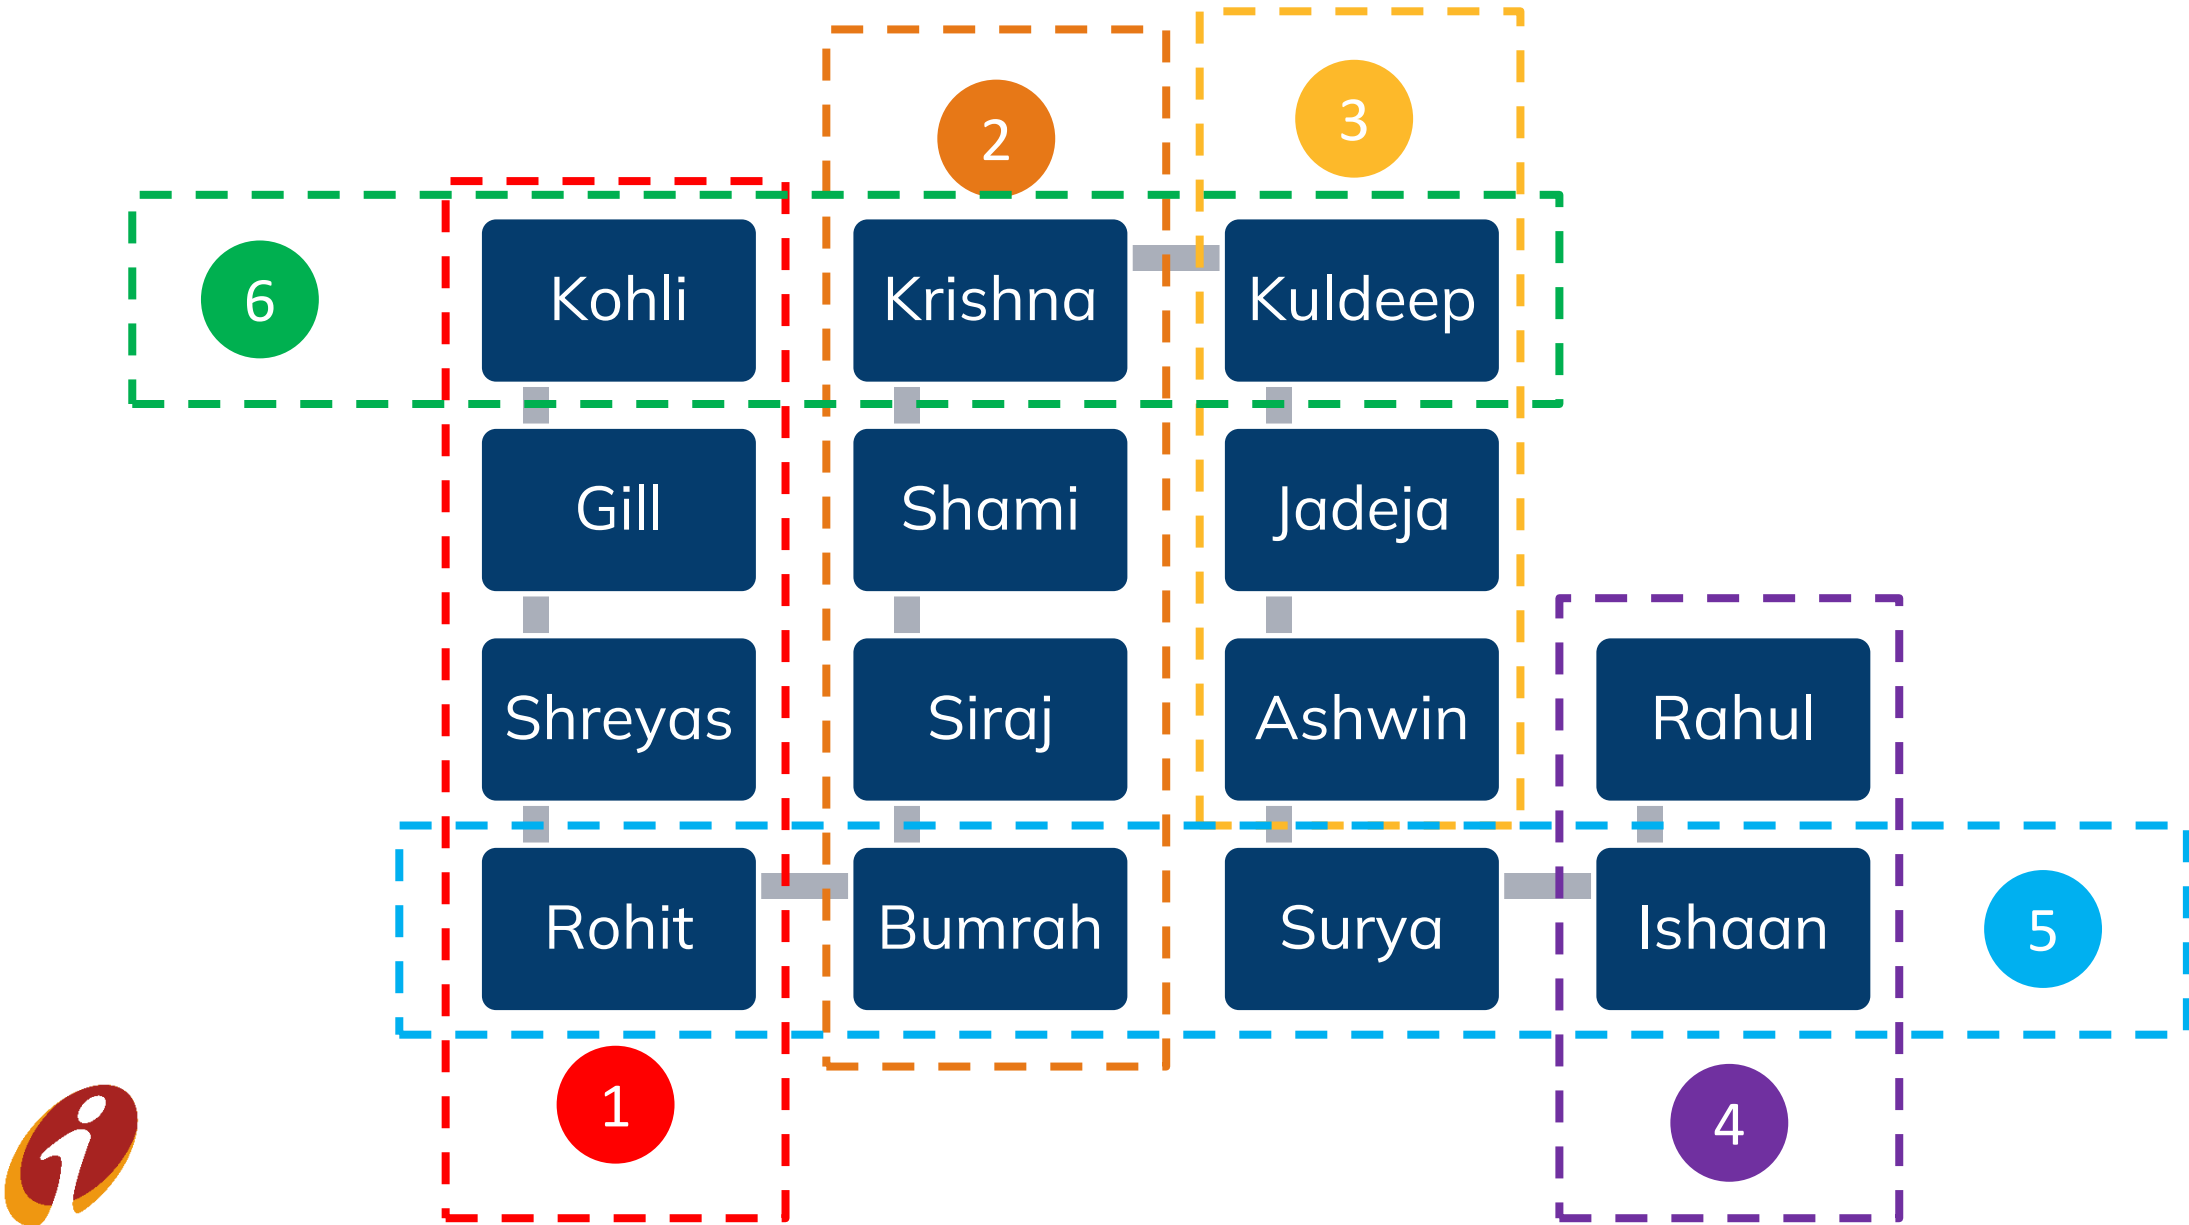 2
3
6
Kohli
Krishna
Kuldeep
Gill
Shami
Jadeja
Shreyas
Siraj
Ashwin
Rahul
Rohit
Bumrah
Surya
Ishaan
5
1
4